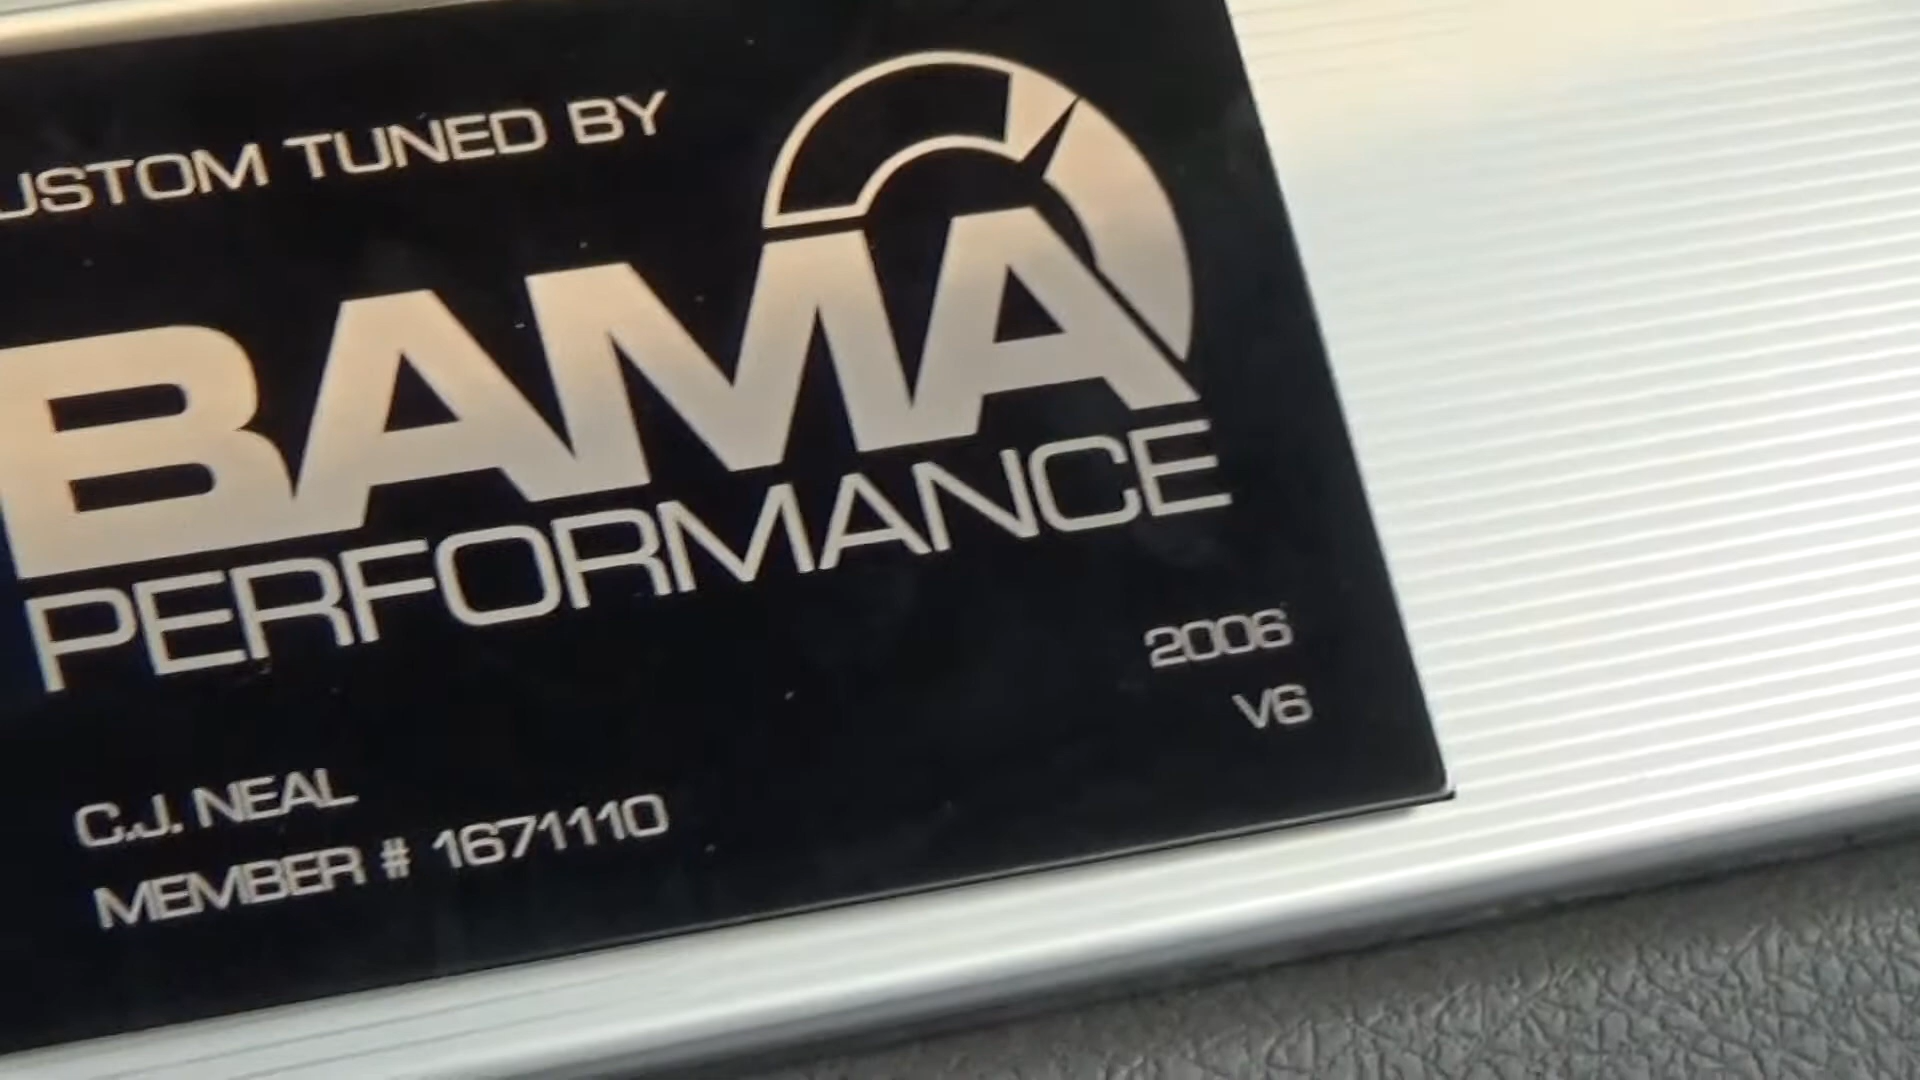 USTOM TUNED BY
BAMA
PERFORMANCE
2006
V6
C.J. NEAL
MEMBER # 1671110